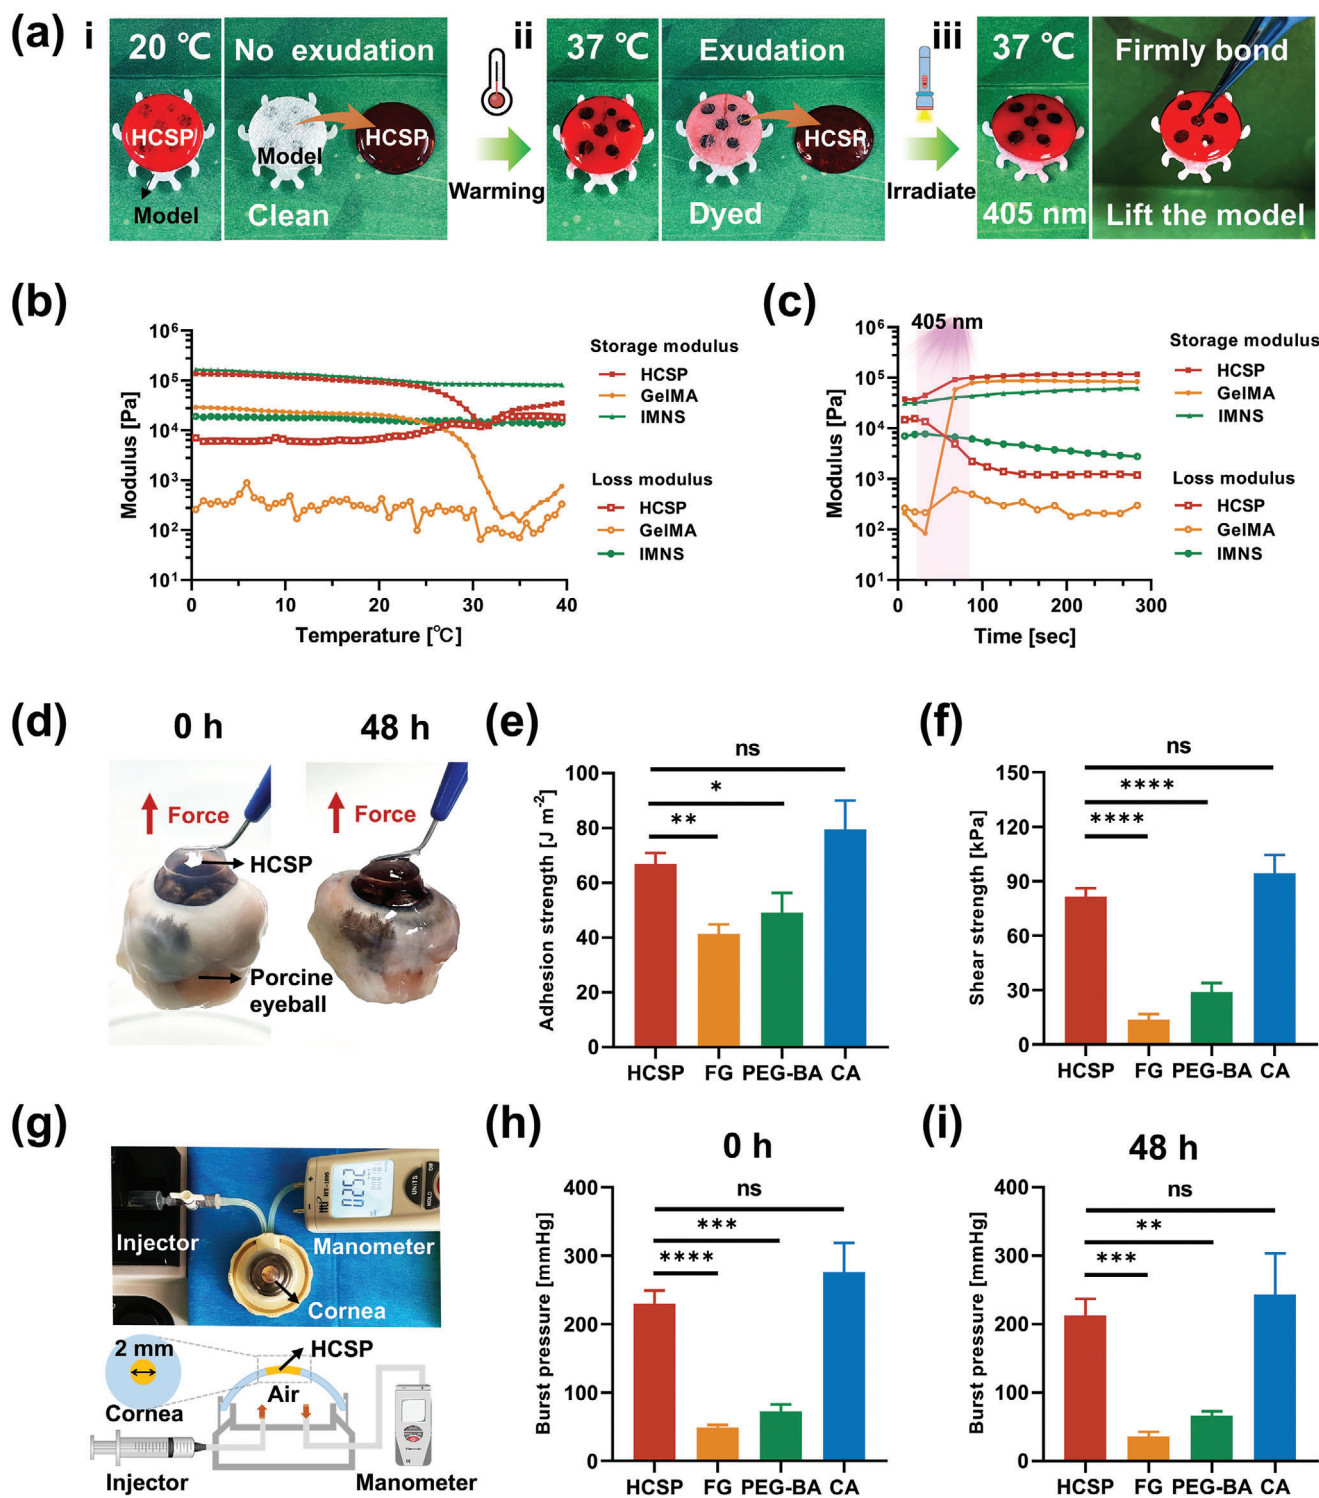 (a)
i
20 ℃
No exudation
HCSP
Model
Model
HCSP
Clean
Warming
ii
37 ℃
Exudation
HCSP
Dyed
Irradiate
iii
37 ℃
Firmly bond
405 nm
Lift the model
(b)
Modulus [Pa]
10⁶
10⁵
10⁴
10³
10²
10¹
0
10
20
30
40
Temperature [℃]
Storage modulus
HCSP
GelMA
IMNS
Loss modulus
HCSP
GelMA
IMNS
(c)
405 nm
Modulus [Pa]
10⁶
10⁵
10⁴
10³
10²
10¹
0
100
200
300
Time [sec]
Storage modulus
HCSP
GelMA
IMNS
Loss modulus
HCSP
GelMA
IMNS
(d)
0 h
48 h
Force
Force
HCSP
Porcine
eyeball
(e)
Adhesion strength [J m⁻²]
100
80
60
40
20
0
ns
*
**
HCSP
FG
PEG-BA
CA
(f)
Shear strength [kPa]
150
120
90
60
30
0
ns
****
****
HCSP
FG
PEG-BA
CA
(g)
Injector
Manometer
Cornea
UNITS
HOLD
2 mm
HCSP
Air
Cornea
Injector
Manometer
(h)
0 h
Burst pressure [mmHg]
400
300
200
100
0
ns
***
****
HCSP
FG
PEG-BA
CA
(i)
48 h
Burst pressure [mmHg]
400
300
200
100
0
ns
**
***
HCSP
FG
PEG-BA
CA